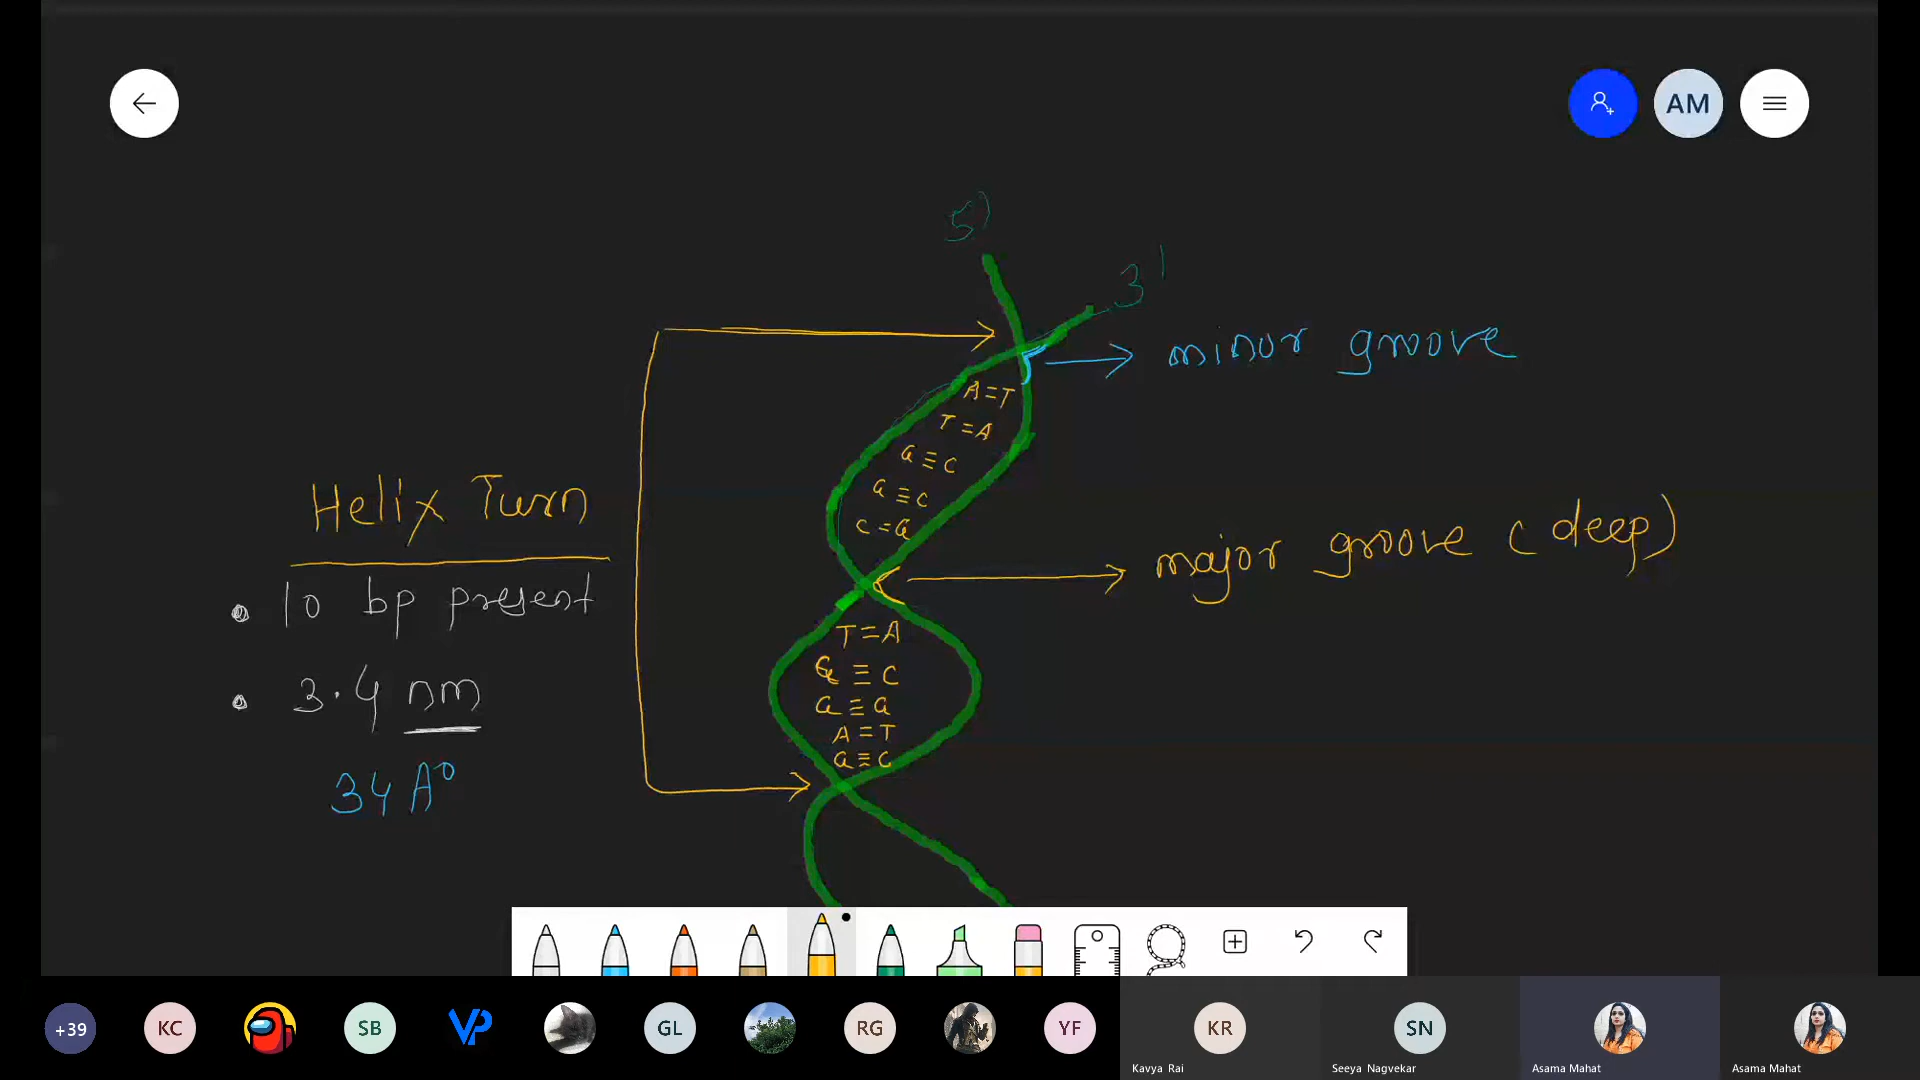 AM
5'
3'
minor groove
A=T
T=A
G≡C
G≡C
C=G
Helix Turn
major groove (deep)
• 10 bp present
T=A
G≡C
• 3.4 nm
G≡G
A=T
G≡C
34 A°
+39
KC
SB
VP
GL
RG
YF
KR
SN
Kavya Rai
Seeya Nagvekar
Asama Mahat
Asama Mahat